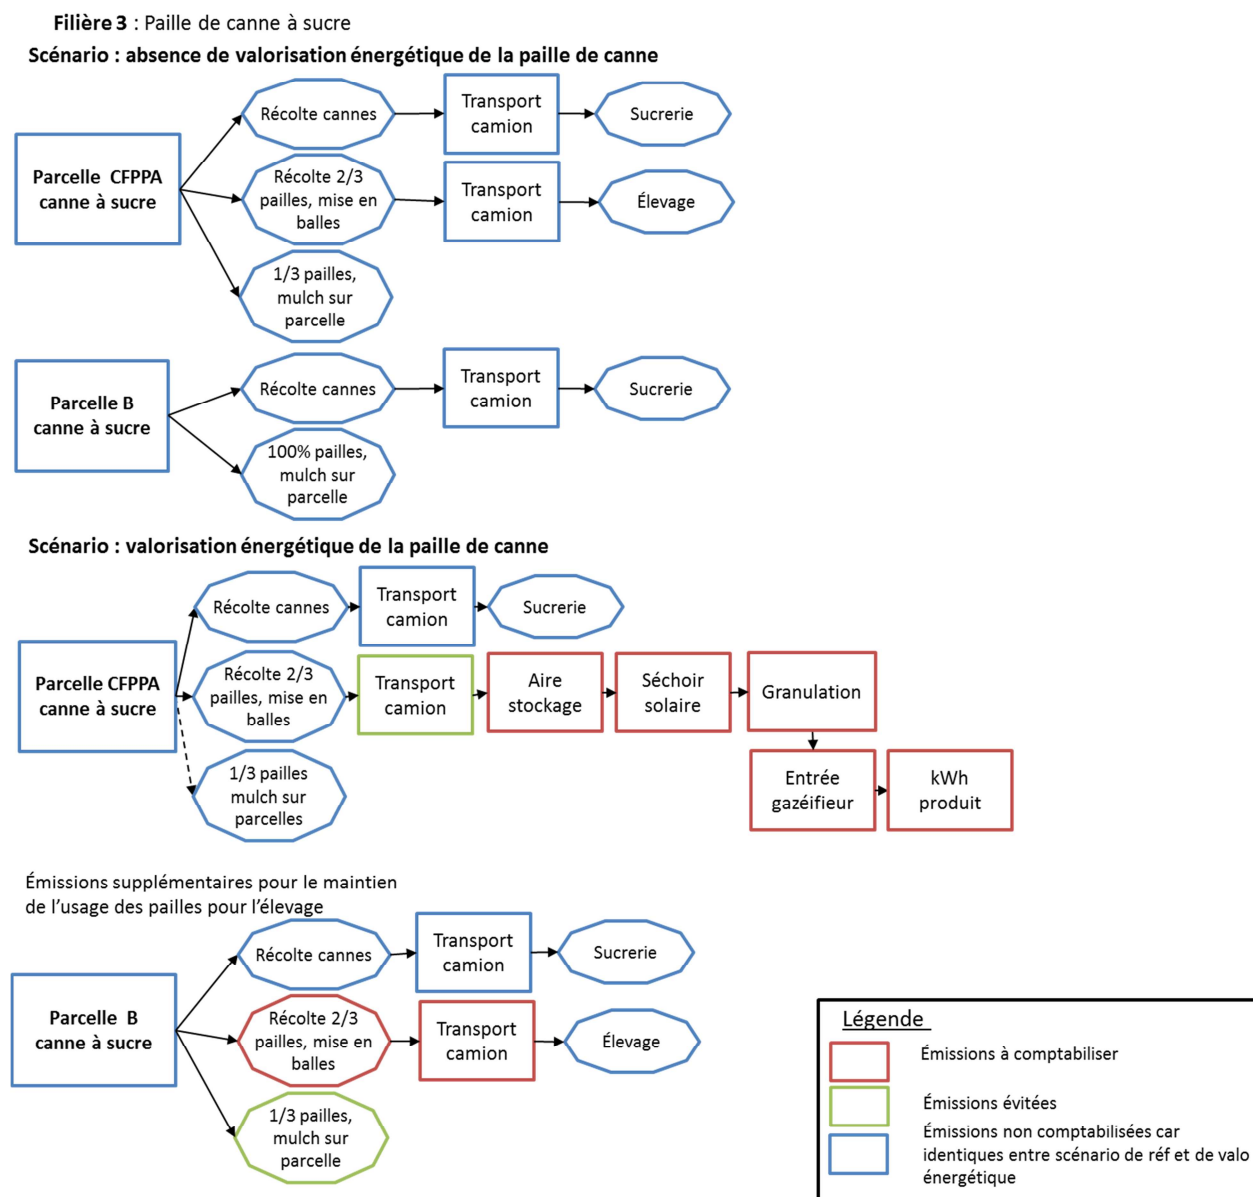 Filière 3 : Paille de canne à sucre
Scénario : absence de valorisation énergétique de la paille de canne
Parcelle CFPPA
canne à sucre
Récolte cannes
Transport
camion
Sucrerie
Récolte 2/3
pailles, mise en
balles
Transport
camion
Élevage
1/3 pailles,
mulch sur
parcelle
Parcelle B
canne à sucre
Récolte cannes
Transport
camion
Sucrerie
100% pailles,
mulch sur
parcelle
Scénario : valorisation énergétique de la paille de canne
Parcelle CFPPA
canne à sucre
Récolte cannes
Transport
camion
Sucrerie
Récolte 2/3
pailles, mise en
balles
Transport
camion
Aire
stockage
Séchoir
solaire
Granulation
Entrée
gazéifieur
kWh
produit
1/3 pailles
mulch sur
parcelles
Émissions supplémentaires pour le maintien
de l'usage des pailles pour l'élevage
Parcelle B
canne à sucre
Récolte cannes
Transport
camion
Sucrerie
Récolte 2/3
pailles, mise en
balles
Transport
camion
Élevage
1/3 pailles,
mulch sur
parcelle
Légende
Émissions à comptabiliser
Émissions évitées
Émissions non comptabilisées car
identiques entre scénario de réf et de valo
énergétique